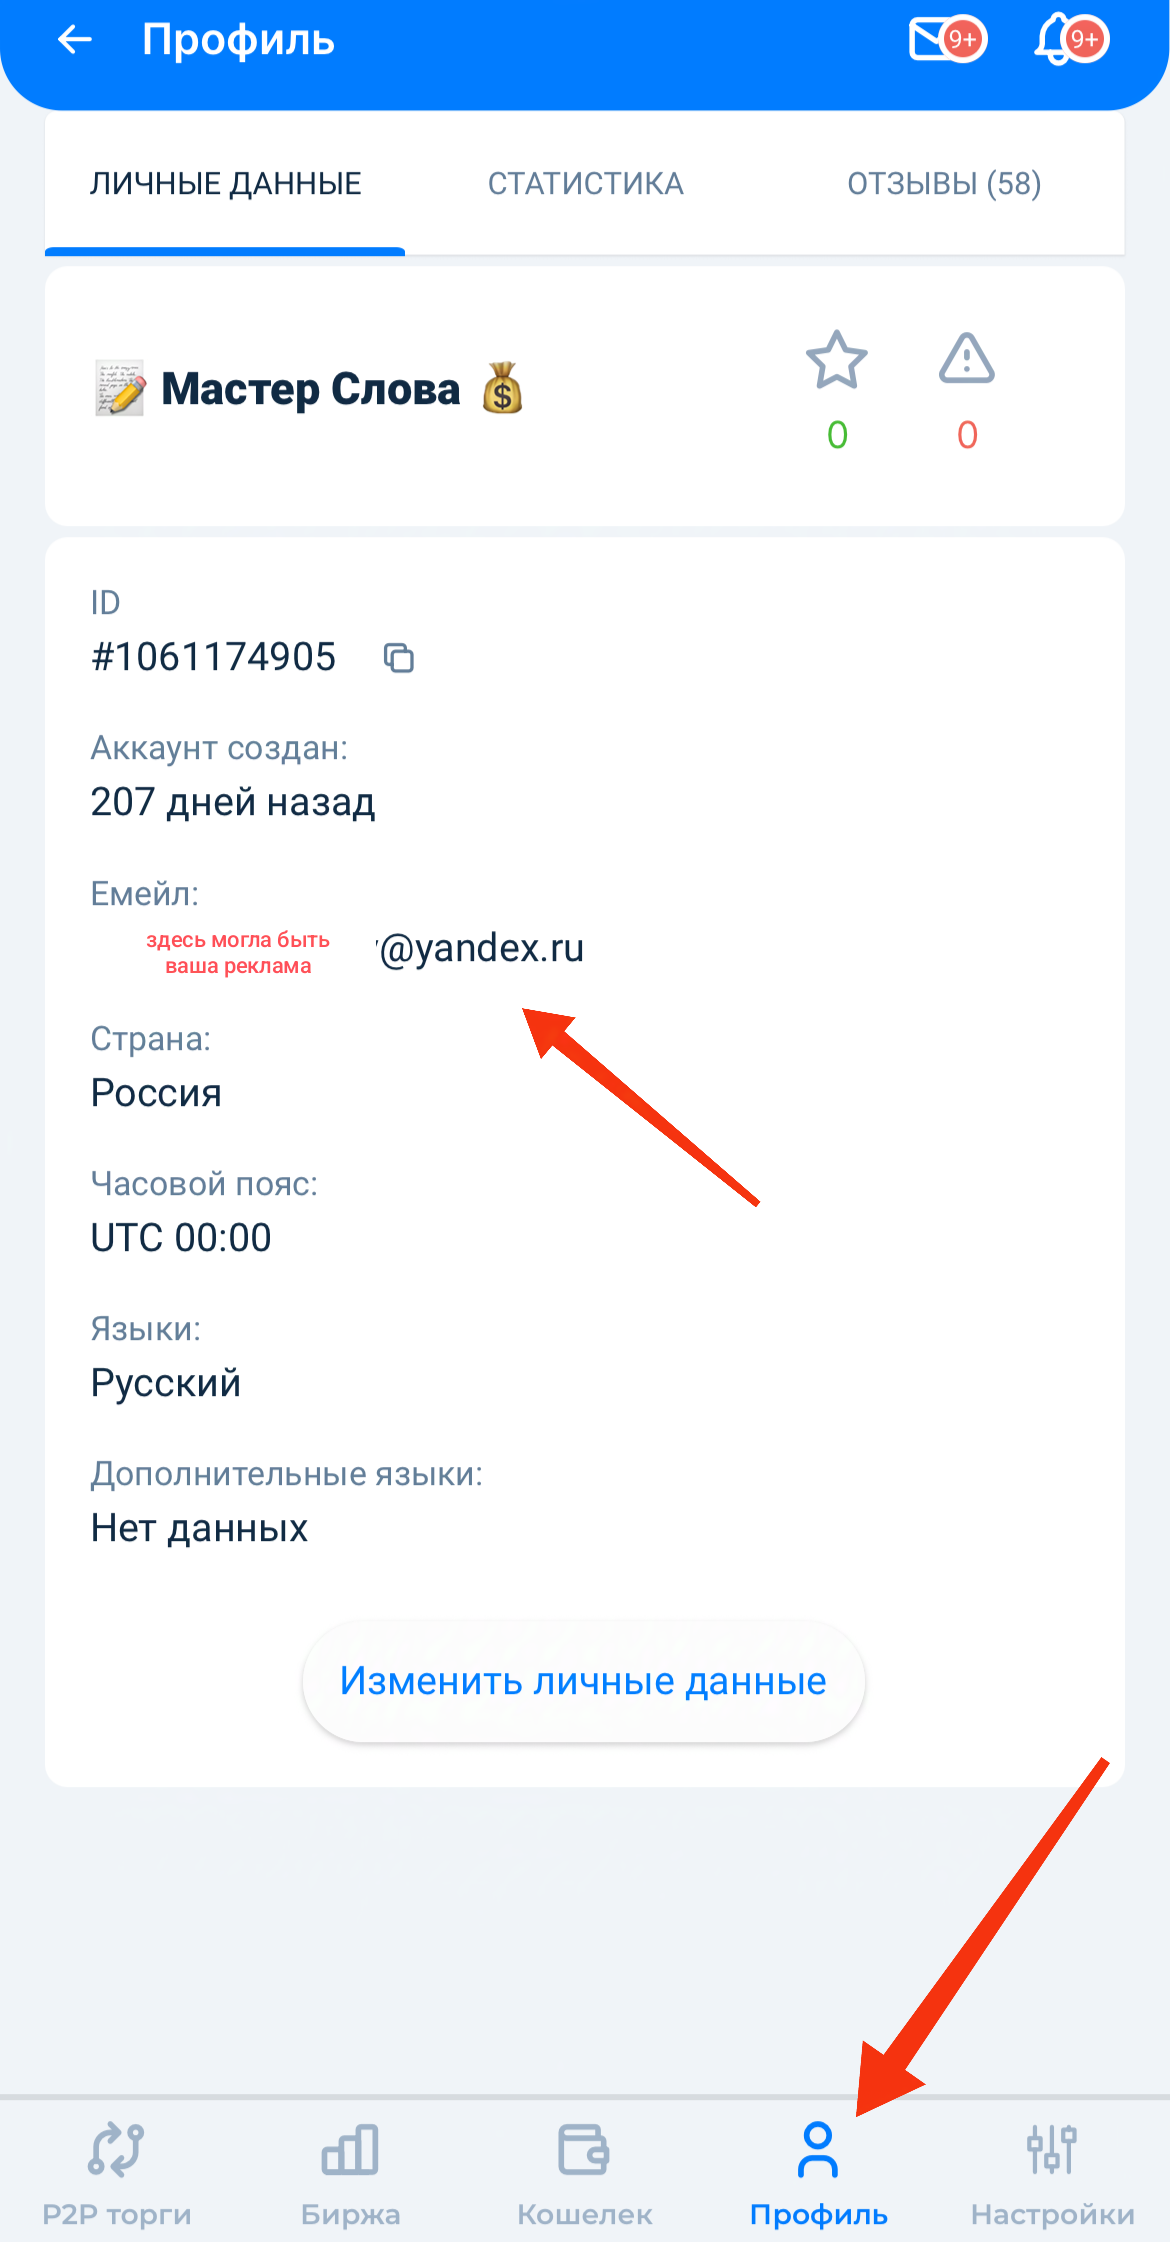 Профиль
9+
9+
ЛИЧНЫЕ ДАННЫЕ
СТАТИСТИКА
ОТЗЫВЫ (58)
Мастер Слова
0
0
ID
#1061174905
Аккаунт создан:
207 дней назад
Емейл:
здесь могла быть
ваша реклама
@yandex.ru
Страна:
Россия
Часовой пояс:
UTC 00:00
Языки:
Русский
Дополнительные языки:
Нет данных
Изменить личные данные
P2P торги
Биржа
Кошелек
Профиль
Настройки